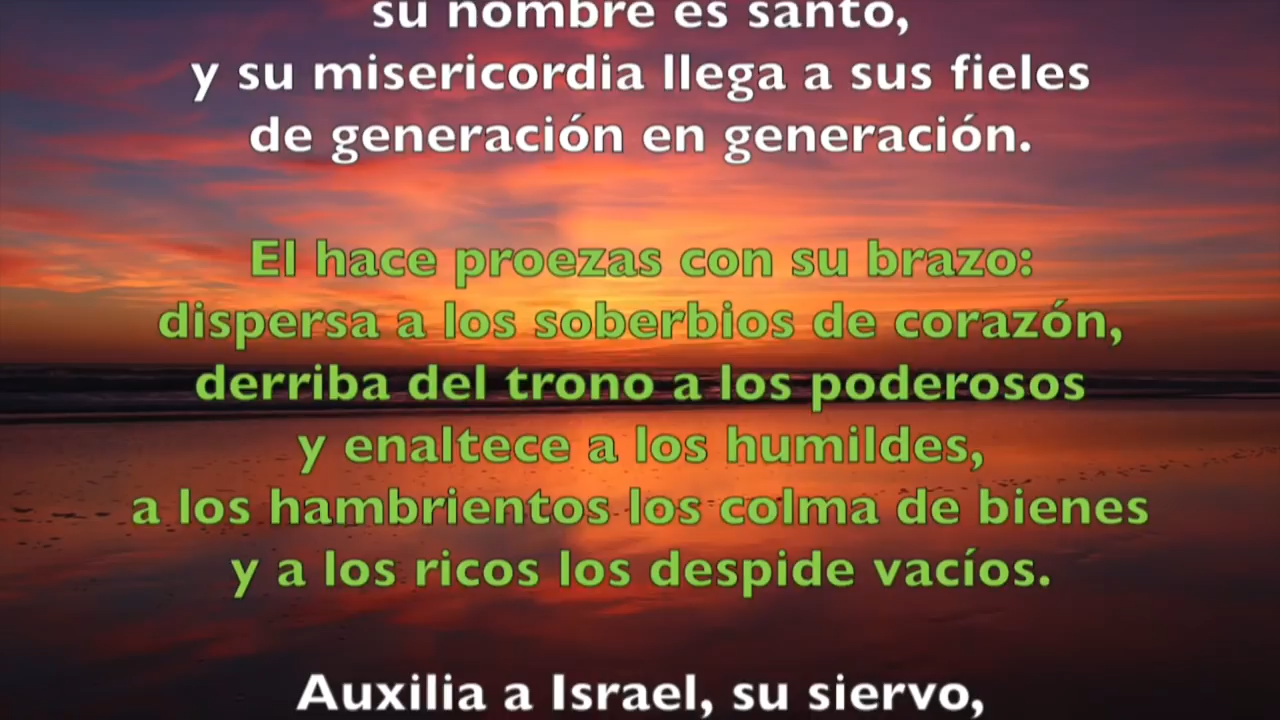 su nombre es santo,
y su misericordia llega a sus fieles
de generación en generación.
El hace proezas con su brazo:
dispersa a los soberbios de corazón,
derriba del trono a los poderosos
y enaltece a los humildes,
a los hambrientos los colma de bienes
y a los ricos los despide vacíos.
Auxilia a Israel, su siervo,